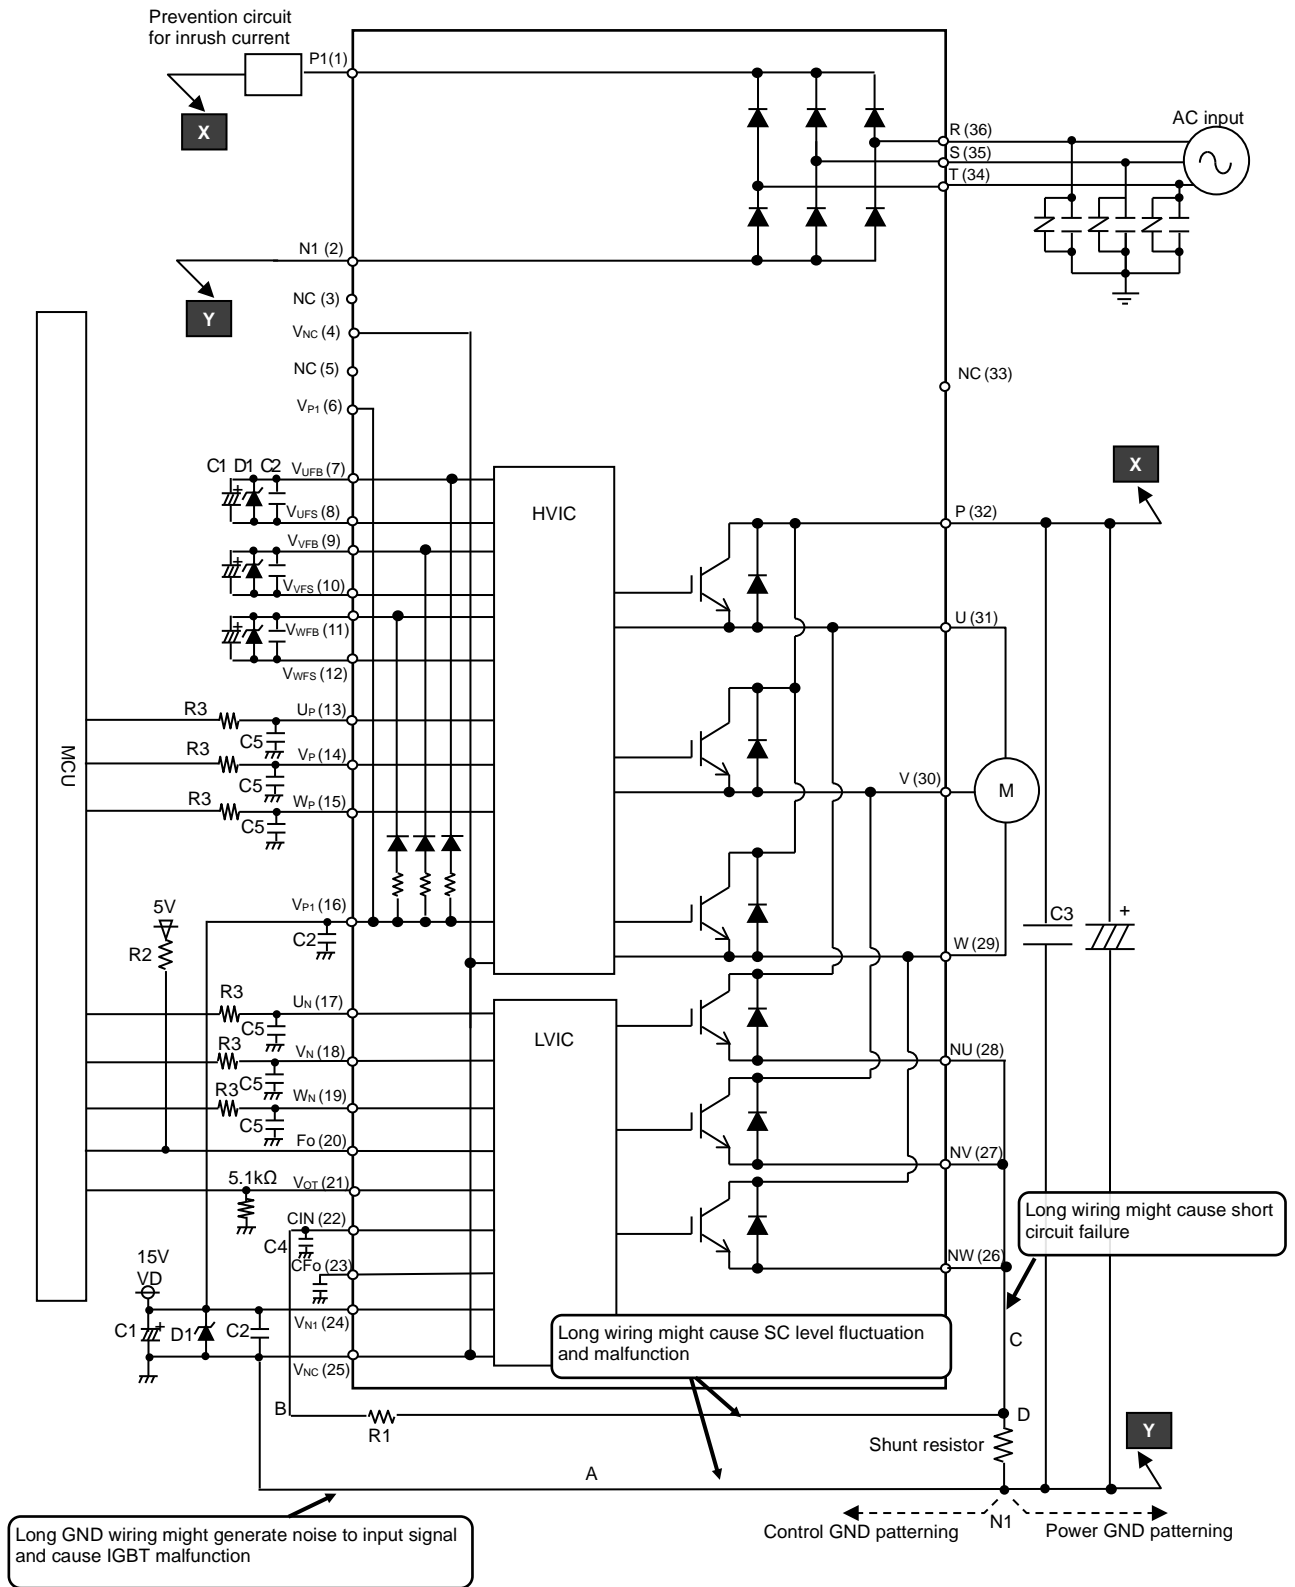 Prevention circuit
for inrush current
P1(1)
X
AC input
R (36)
S (35)
T (34)
N1 (2)
Y
NC (3)
VNC (4)
NC (5)
NC (33)
VP1 (6)
X
C1 D1 C2
VUFB (7)
HVIC
VUFS (8)
P (32)
VVFB (9)
VVFS (10)
VWFB (11)
U (31)
VWFS (12)
R3
UP (13)
C5
R3
VP (14)
MCU
C5
V (30)
M
R3
WP (15)
C5
5V
VP1 (16)
C3
+
R2
C2
W (29)
R3
UN (17)
C5
LVIC
R3
VN (18)
NU (28)
R3
C5
WN (19)
C5
Fo (20)
NV (27)
5.1kΩ
VOT (21)
Long wiring might cause short
circuit failure
CIN (22)
C4
15V
VD
CFo (23)
NW (26)
C1
+
D1
C2
VN1 (24)
Long wiring might cause SC level fluctuation
and malfunction
C
VNC (25)
B
R1
D
Y
Shunt resistor
A
Control GND patterning
N1
Power GND patterning
Long GND wiring might generate noise to input signal
and cause IGBT malfunction